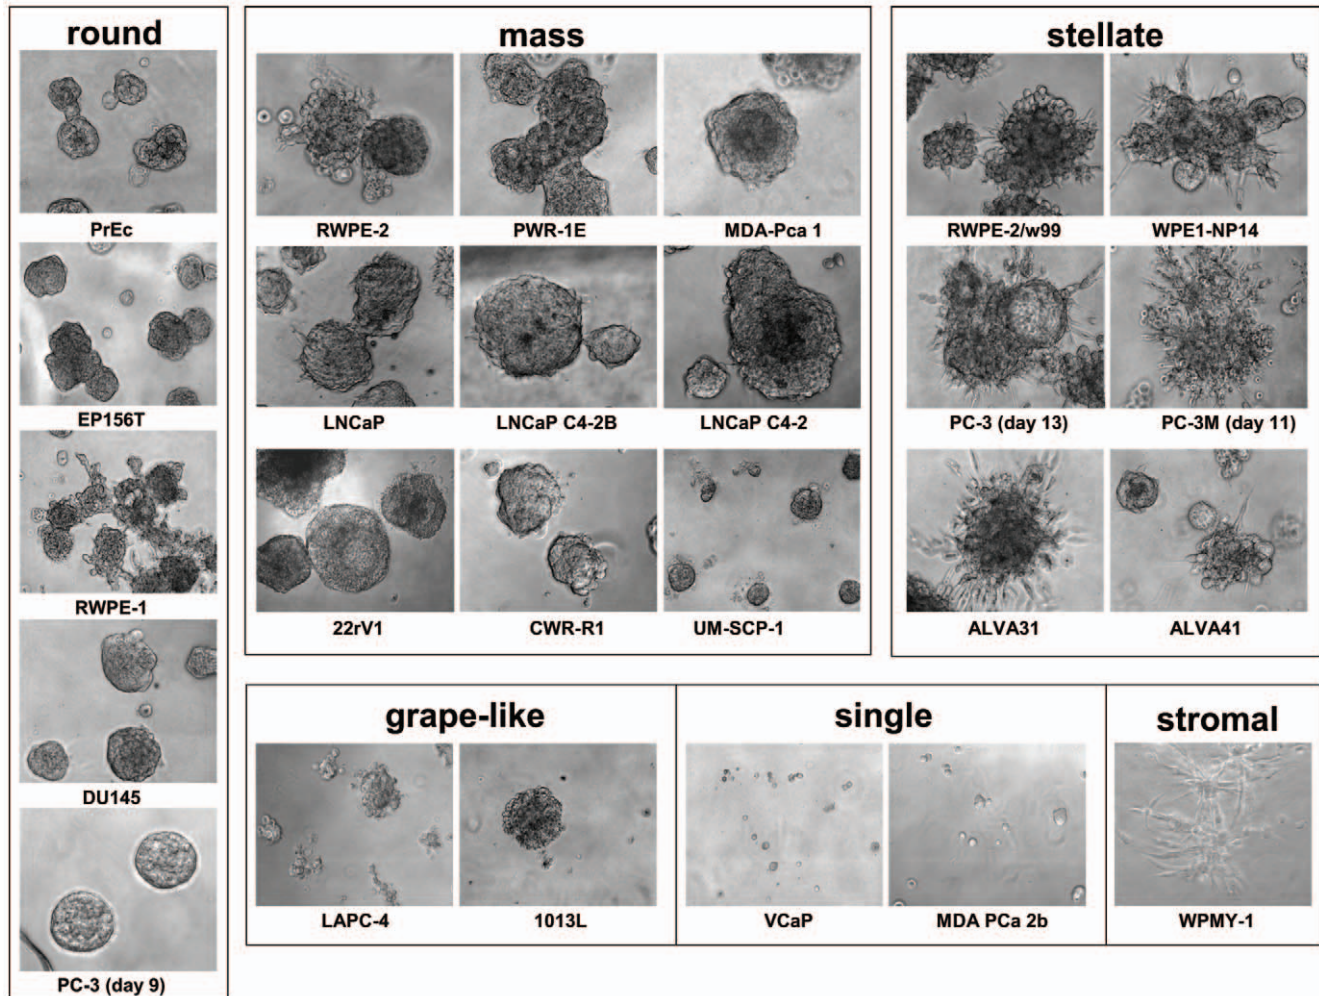 round
PrEc
EP156T
RWPE-1
DU145
PC-3 (day 9)
mass
RWPE-2 PWR-1E MDA-Pca 1
LNCaP LNCaP C4-2B LNCaP C4-2
22rV1 CWR-R1 UM-SCP-1
stellate
RWPE-2/w99 WPE1-NP14
PC-3 (day 13) PC-3M (day 11)
ALVA31 ALVA41
grape-like
LAPC-4 1013L
single
VCaP MDA PCa 2b
stromal
WPMY-1